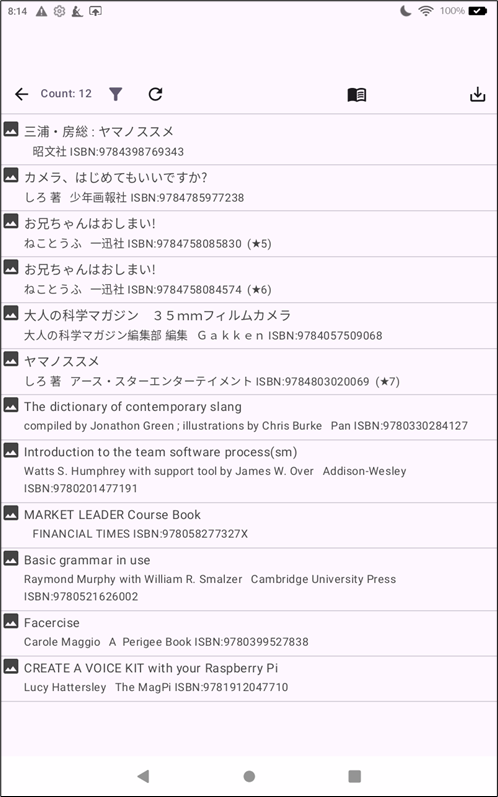 8:14 100%
Count: 12
三浦・房総 : ヤマノススメ
昭文社 ISBN:9784398769343
カメラ、はじめてもいいですか?
しろ 著 少年画報社 ISBN:9784785977238
お兄ちゃんはおしまい!
ねことうふ 一迅社 ISBN:9784758085830 (★5)
お兄ちゃんはおしまい!
ねことうふ 一迅社 ISBN:9784758084574 (★6)
大人の科学マガジン　３５ｍｍフィルムカメラ
大人の科学マガジン編集部 編集 Ｇａｋｋｅｎ ISBN:9784057509068
ヤマノススメ
しろ 著 アース・スターエンターテイメント ISBN:9784803020069 (★7)
The dictionary of contemporary slang
compiled by Jonathon Green ; illustrations by Chris Burke Pan ISBN:9780330284127
Introduction to the team software process(sm)
Watts S. Humphrey with support tool by James W. Over Addison-Wesley
ISBN:9780201477191
MARKET LEADER Course Book
FINANCIAL TIMES ISBN:978058277327X
Basic grammar in use
Raymond Murphy with William R. Smalzer Cambridge University Press
ISBN:9780521626002
Facercise
Carole Maggio A Perigee Book ISBN:9780399527838
CREATE A VOICE KIT with your Raspberry Pi
Lucy Hattersley The MagPi ISBN:9781912047710